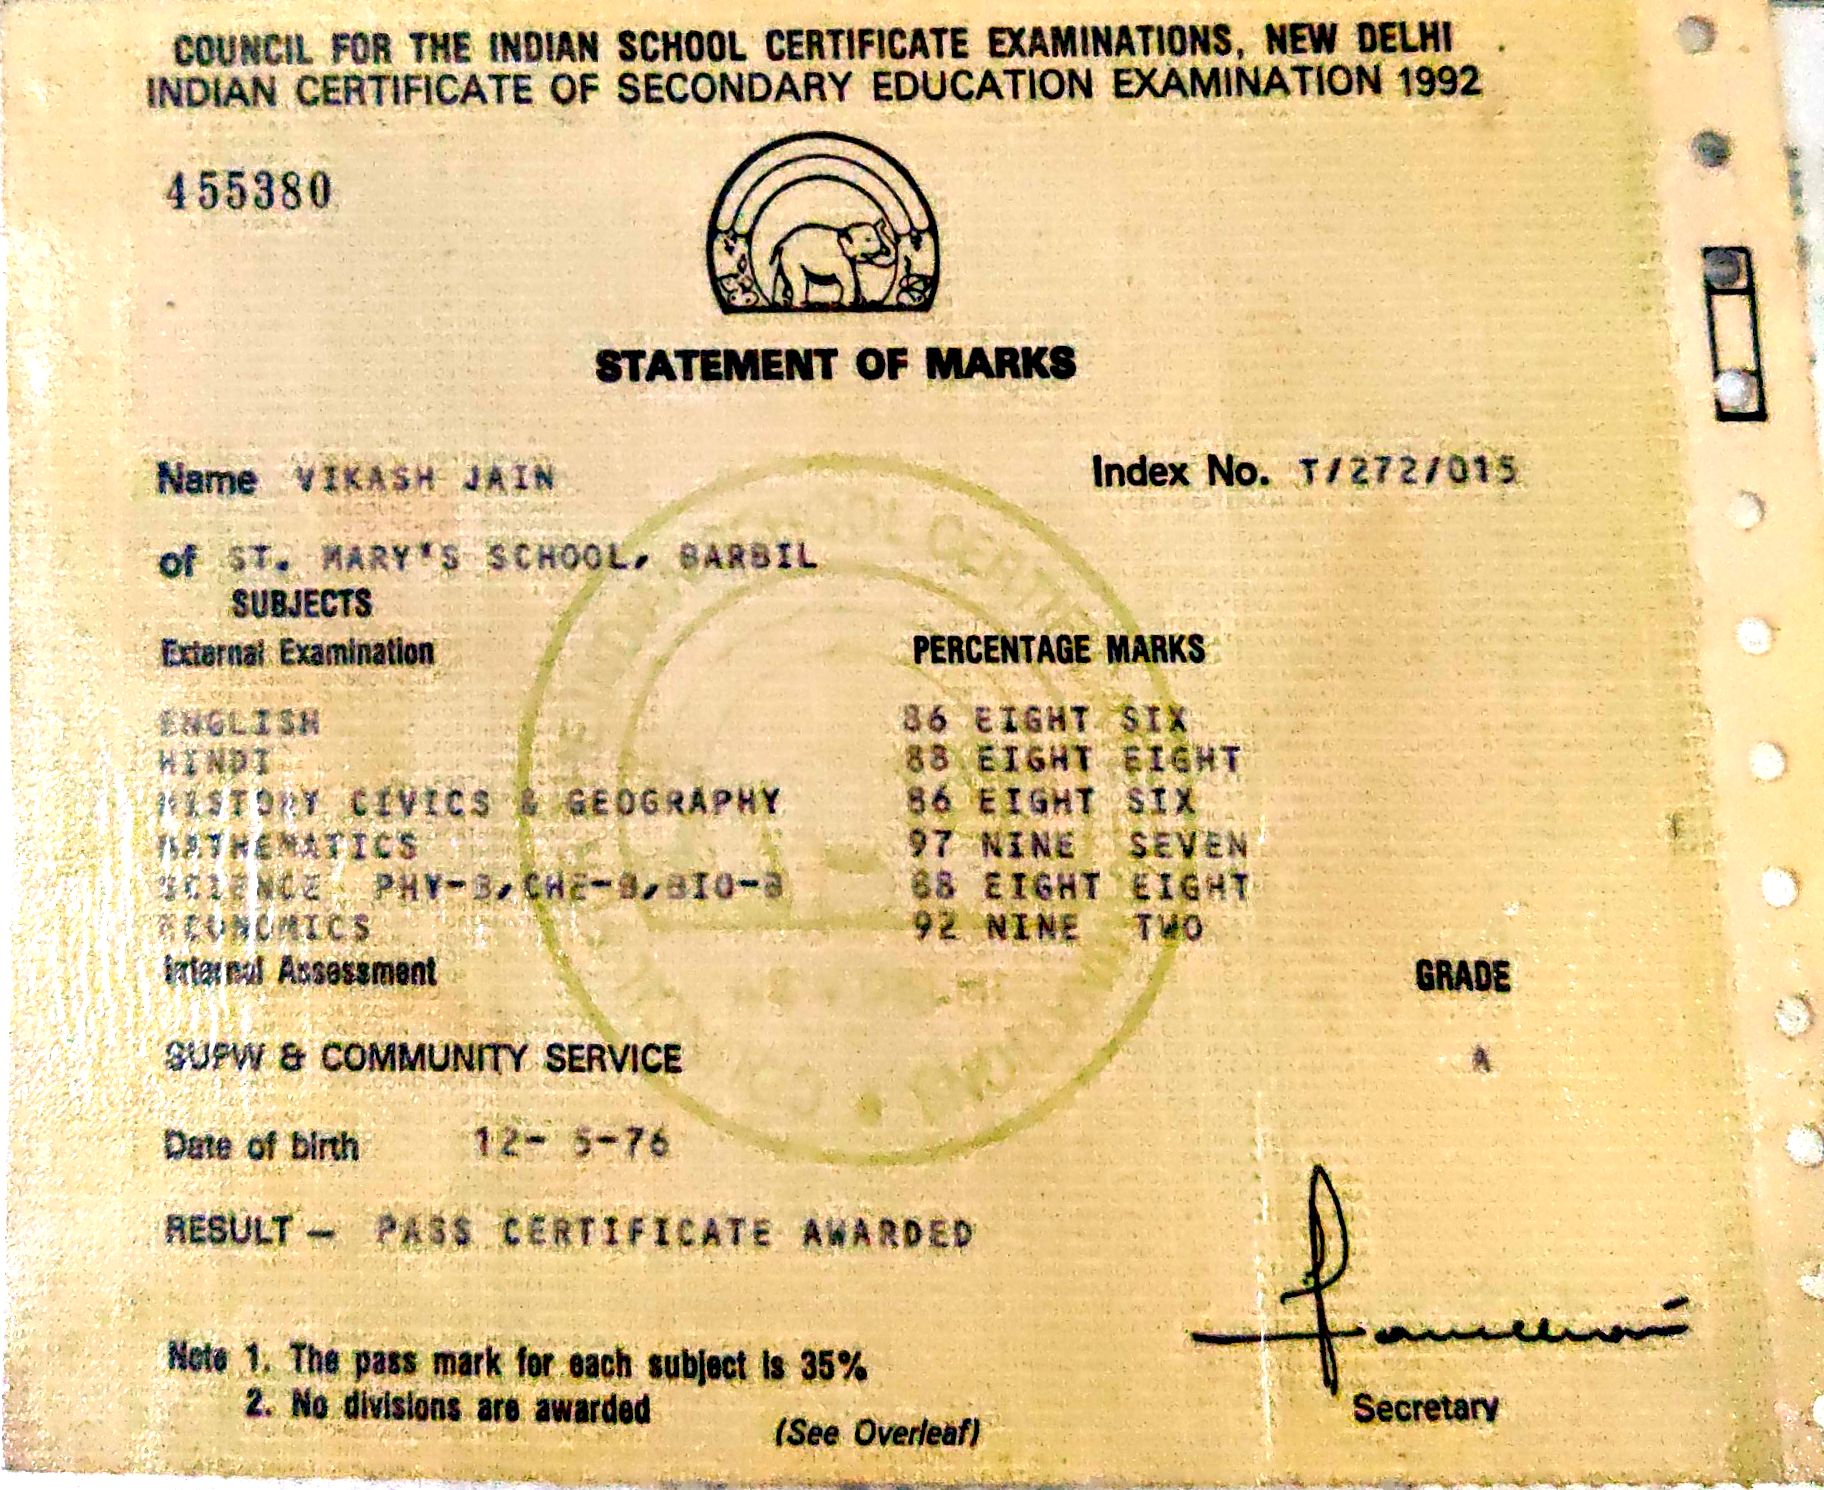 COUNCIL FOR THE INDIAN SCHOOL CERTIFICATE EXAMINATIONS, NEW DELHI
INDIAN CERTIFICATE OF SECONDARY EDUCATION EXAMINATION 1992
455380
STATEMENT OF MARKS
Name VIKASH JAIN Index No. T/272/015
of ST. MARY'S SCHOOL, BARBIL
SUBJECTS
External Examination PERCENTAGE MARKS
ENGLISH 86 EIGHT SIX
HINDI 88 EIGHT EIGHT
HISTORY CIVICS & GEOGRAPHY 86 EIGHT SIX
MATHEMATICS 97 NINE SEVEN
SCIENCE PHY-B,CHE-B,BIO-B 88 EIGHT EIGHT
ECONOMICS 92 NINE TWO
Internal Assessment GRADE
SUPW & COMMUNITY SERVICE A
Date of birth 12- 5-76
RESULT — PASS CERTIFICATE AWARDED
Note 1. The pass mark for each subject is 35%
2. No divisions are awarded
(See Overleaf)
Secretary